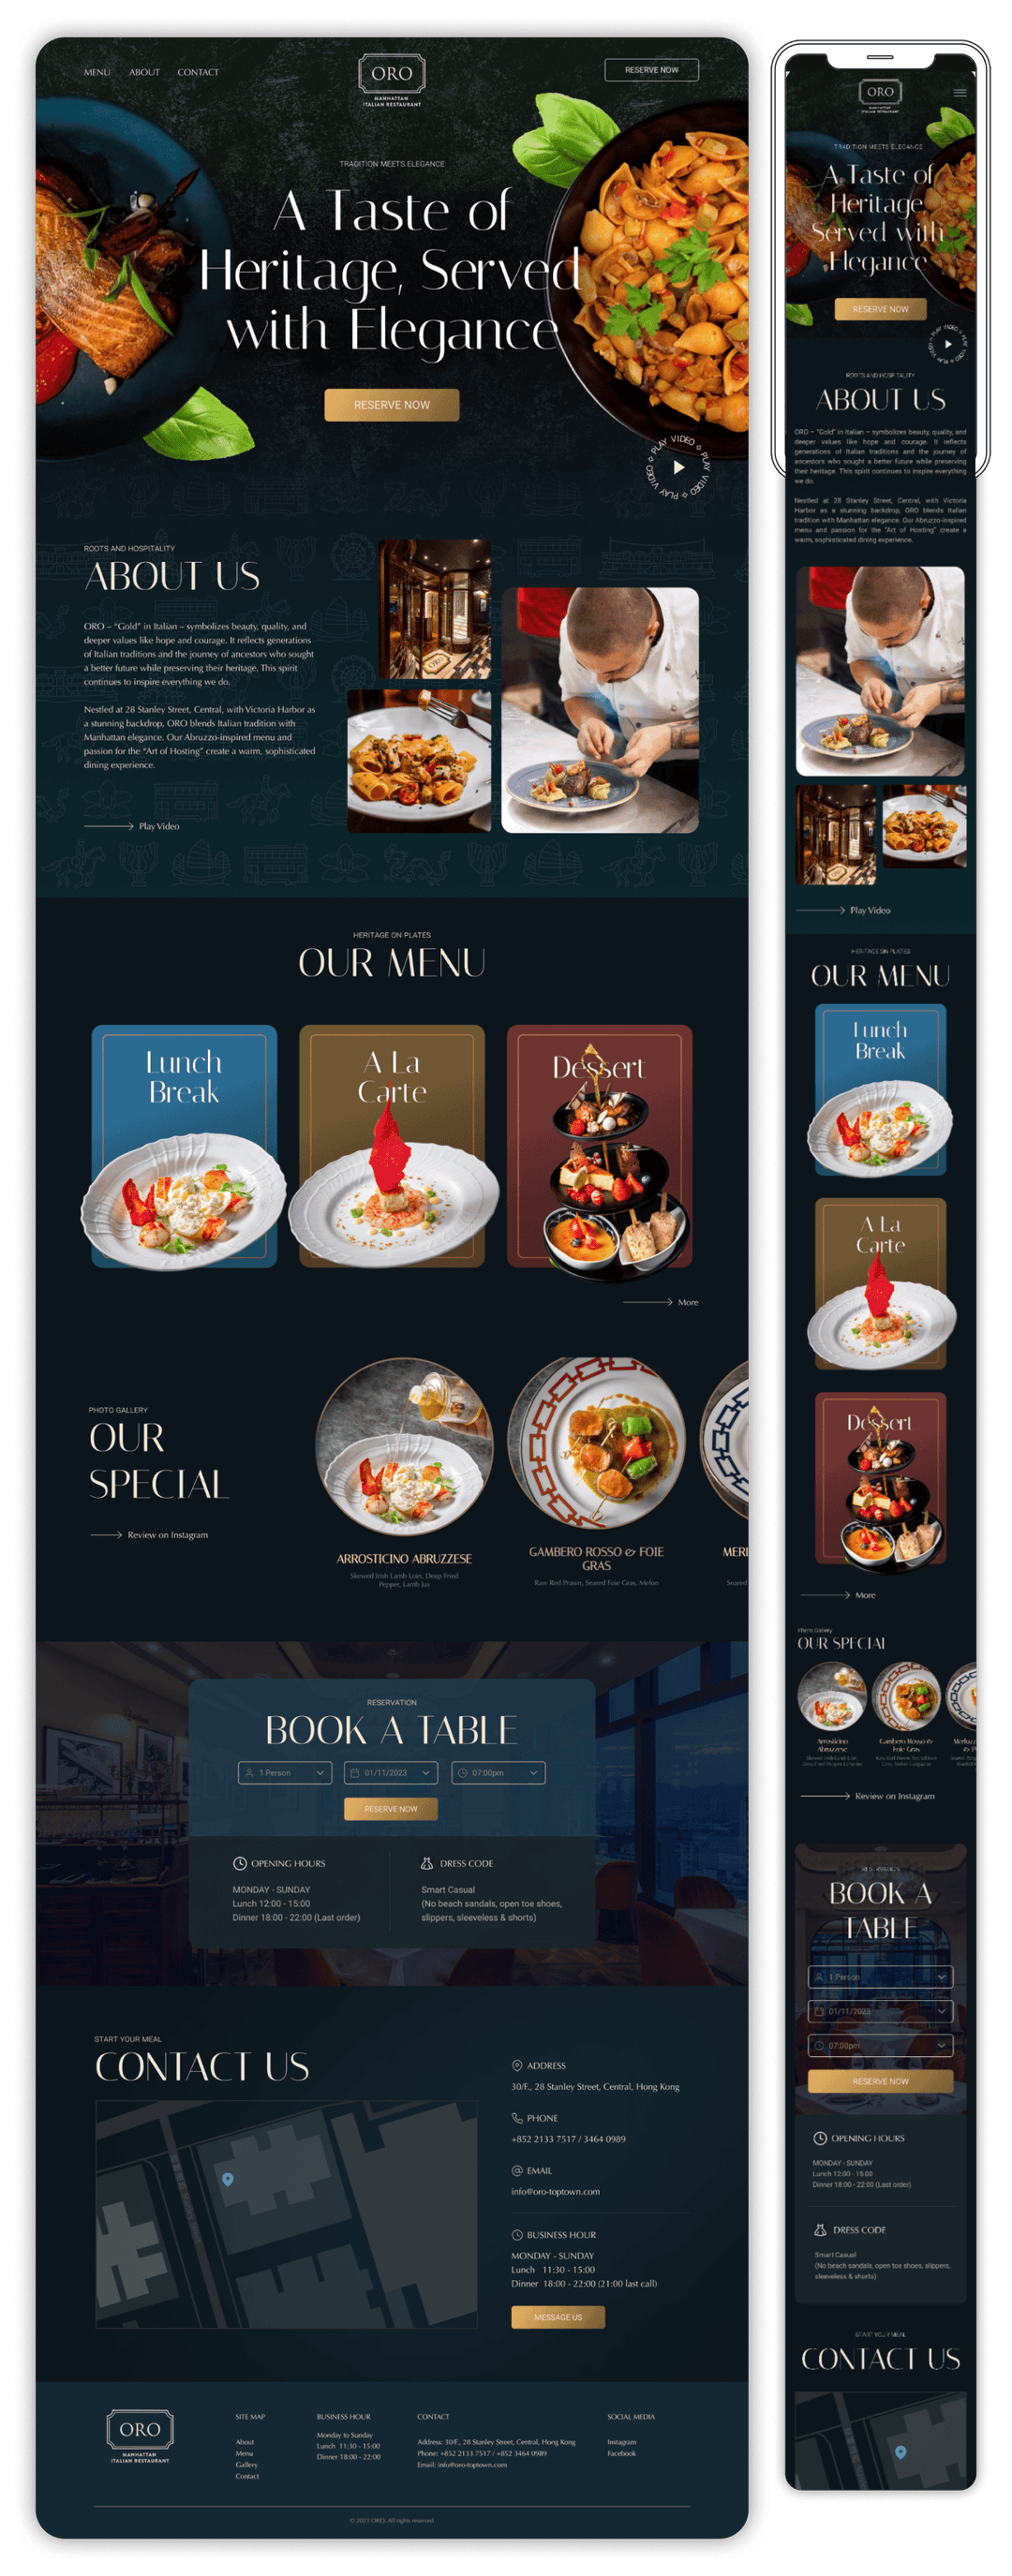 MENU
ABOUT
CONTACT
ORO
MANHATTAN
ITALIAN RESTAURANT
RESERVE NOW
TRADITION MEETS ELEGANCE
A Taste of
Heritage, Served
with Elegance
RESERVE NOW
PLAY VIDEO PLAY VIDEO PLAY VIDEO
ROOTS AND HOSPITALITY
ABOUT US
ORO – "Gold" in Italian – symbolizes beauty, quality, and
deeper values like hope and courage. It reflects generations
of Italian traditions and the journey of ancestors who sought
a better future while preserving their heritage. This spirit
continues to inspire everything we do.
Nestled at 28 Stanley Street, Central, with Victoria Harbor as
a stunning backdrop, ORO blends Italian tradition with
Manhattan elegance. Our Abruzzo-inspired menu and
passion for the "Art of Hosting" create a warm, sophisticated
dining experience.
Play Video
ORO
HERITAGE ON PLATES
OUR MENU
Lunch
Break
A La
Carte
Dessert
More
PHOTO GALLERY
OUR
SPECIAL
Review on Instagram
ARROSTICINO ABRUZZESE
Skewed Irish Lamb Loin, Deep Fried
Pepper, Lamb Jus
GAMBERO ROSSO & FOIE
GRAS
Raw Red Prawn, Seared Foie Gras, Melon
MERL
Seared
RESERVATION
BOOK A TABLE
1 Person
01/11/2023
07:00pm
RESERVE NOW
OPENING HOURS
MONDAY - SUNDAY
Lunch 12:00 - 15:00
Dinner 18:00 - 22:00 (Last order)
DRESS CODE
Smart Casual
(No beach sandals, open toe shoes,
slippers, sleeveless & shorts)
START YOUR MEAL
CONTACT US
ADDRESS
30/F., 28 Stanley Street, Central, Hong Kong
PHONE
+852 2133 7517 / 3464 0989
EMAIL
info@oro-toptown.com
BUSINESS HOUR
MONDAY - SUNDAY
Lunch 11:30 - 15:00
Dinner 18:00 - 22:00 (21:00 last call)
MESSAGE US
ORO
MANHATTAN
ITALIAN RESTAURANT
SITE MAP
About
Menu
Gallery
Contact
BUSINESS HOUR
Monday to Sunday
Lunch 11:30 - 15:00
Dinner 18:00 - 22:00
CONTACT
Address: 30/F., 28 Stanley Street, Central, Hong Kong
Phone: +852 2133 7517 / +852 3464 0989
Email: info@oro-toptown.com
SOCIAL MEDIA
Instagram
Facebook
© 2021 ORO. All rights reserved
ORO
MANHATTAN
ITALIAN RESTAURANT
TRADITION MEETS ELEGANCE
A Taste of
Heritage
Served with
Elegance
RESERVE NOW
PLAY VIDEO PLAY VIDEO PLAY VIDEO
ROOTS AND HOSPITALITY
ABOUT US
ORO – "Gold" in Italian – symbolizes beauty, quality, and
deeper values like hope and courage. It reflects
generations of Italian traditions and the journey of
ancestors who sought a better future while preserving
their heritage. This spirit continues to inspire everything
we do.
Nestled at 28 Stanley Street, Central, with Victoria
Harbor as a stunning backdrop, ORO blends Italian
tradition with Manhattan elegance. Our Abruzzo-inspired
menu and passion for the "Art of Hosting" create a
warm, sophisticated dining experience.
Play Video
HERITAGE ON PLATES
OUR MENU
Lunch
Break
A La
Carte
Dessert
More
Photo Gallery
OUR SPECIAL
Arrosticino
Abruzzese
Gambero Rosso &
Foie Gras
Review on Instagram
RESERVATION
BOOK A
TABLE
1 Person
01/11/2023
07:00pm
RESERVE NOW
OPENING HOURS
MONDAY - SUNDAY
Lunch 12:00 - 15:00
Dinner 18:00 - 22:00 (Last order)
DRESS CODE
Smart Casual
(No beach sandals, open toe shoes, slippers,
sleeveless & shorts)
START YOUR MEAL
CONTACT US